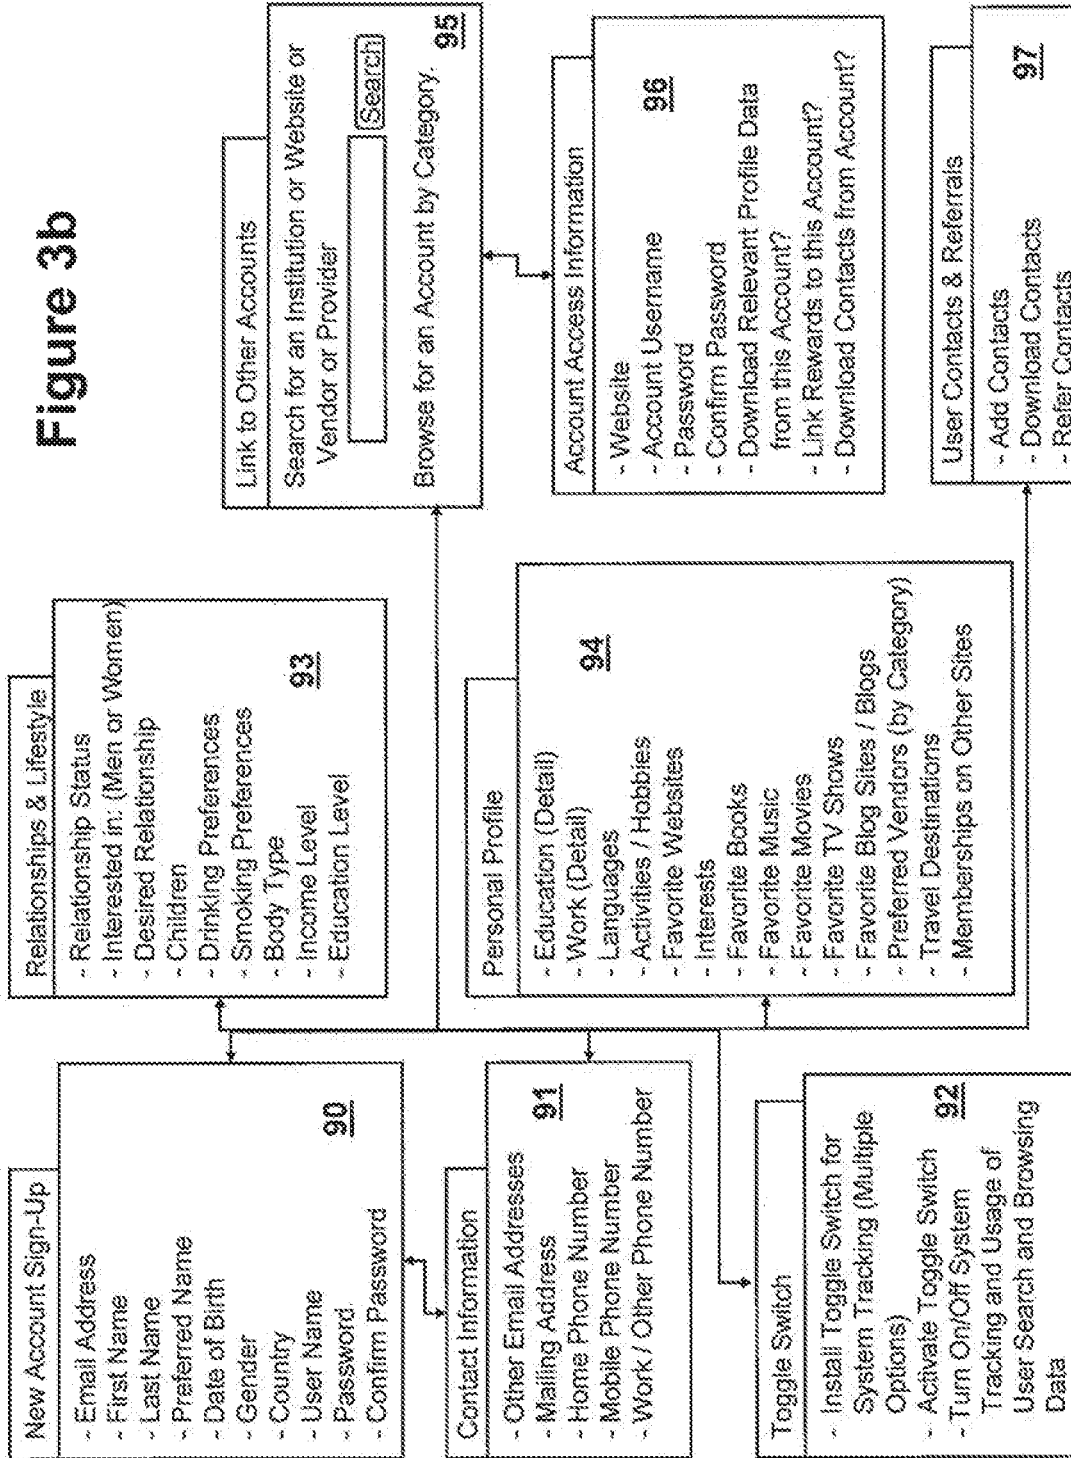 Figure 3b
New Account Sign-Up
- Email Address
- First Name
- Last Name
- Preferred Name
- Date of Birth
- Gender
- Country
- User Name
- Password
- Confirm Password
90
Contact Information
- Other Email Addresses
- Mailing Address
- Home Phone Number
- Mobile Phone Number
- Work / Other Phone Number
91
Toggle Switch
- Install Toggle Switch for
System Tracking (Multiple
Options)
- Activate Toggle Switch
- Turn On/Off System
Tracking and Usage of
User Search and Browsing
Data
92
Relationships & Lifestyle
- Relationship Status
- Interested in: (Men or Women)
- Desired Relationship
- Children
- Drinking Preferences
- Smoking Preferences
- Body Type
- Income Level
- Education Level
93
Personal Profile
- Education (Detail)
- Work (Detail)
- Languages
- Activities / Hobbies
- Favorite Websites
- Interests
- Favorite Books
- Favorite Music
- Favorite Movies
- Favorite TV Shows
- Favorite Blog Sites / Blogs
- Preferred Vendors (by Category)
- Travel Destinations
- Memberships on Other Sites
94
Link to Other Accounts
Search for an Institution or Website or
Vendor or Provider
Search
Browse for an Account by Category.
95
Account Access Information
- Website
- Account Username
- Password
- Confirm Password
- Download Relevant Profile Data
from this Account?
- Link Rewards to this Account?
- Download Contacts from Account?
96
User Contacts & Referrals
- Add Contacts
- Download Contacts
- Refer Contacts
97